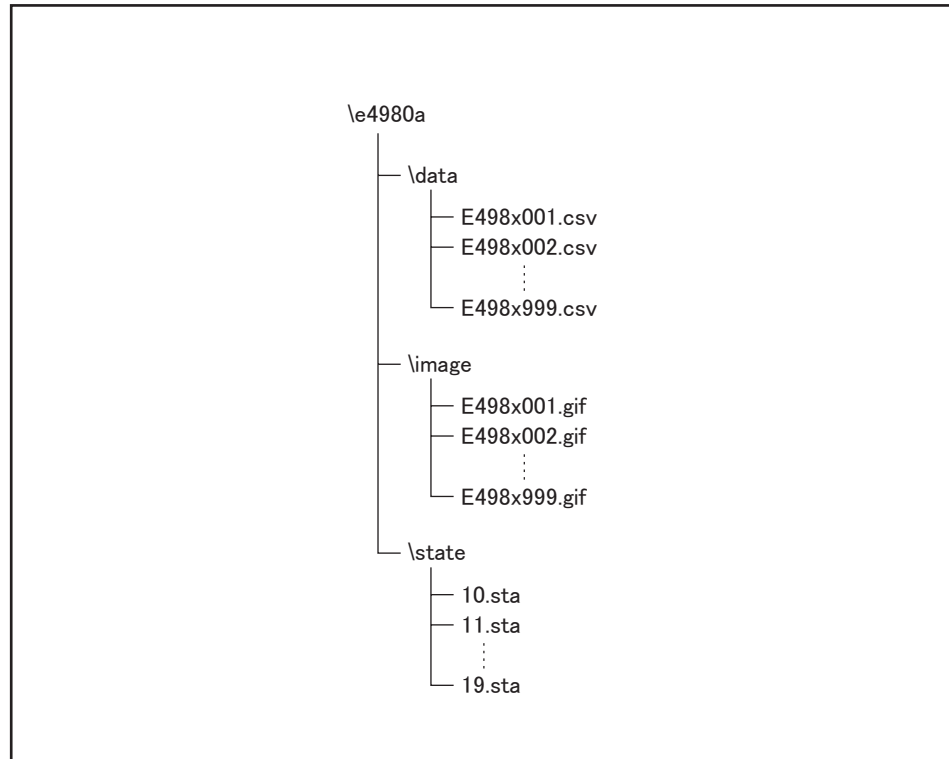 \e4980a
\data
E498x001.csv
E498x002.csv
E498x999.csv
\image
E498x001.gif
E498x002.gif
E498x999.gif
\state
10.sta
11.sta
19.sta